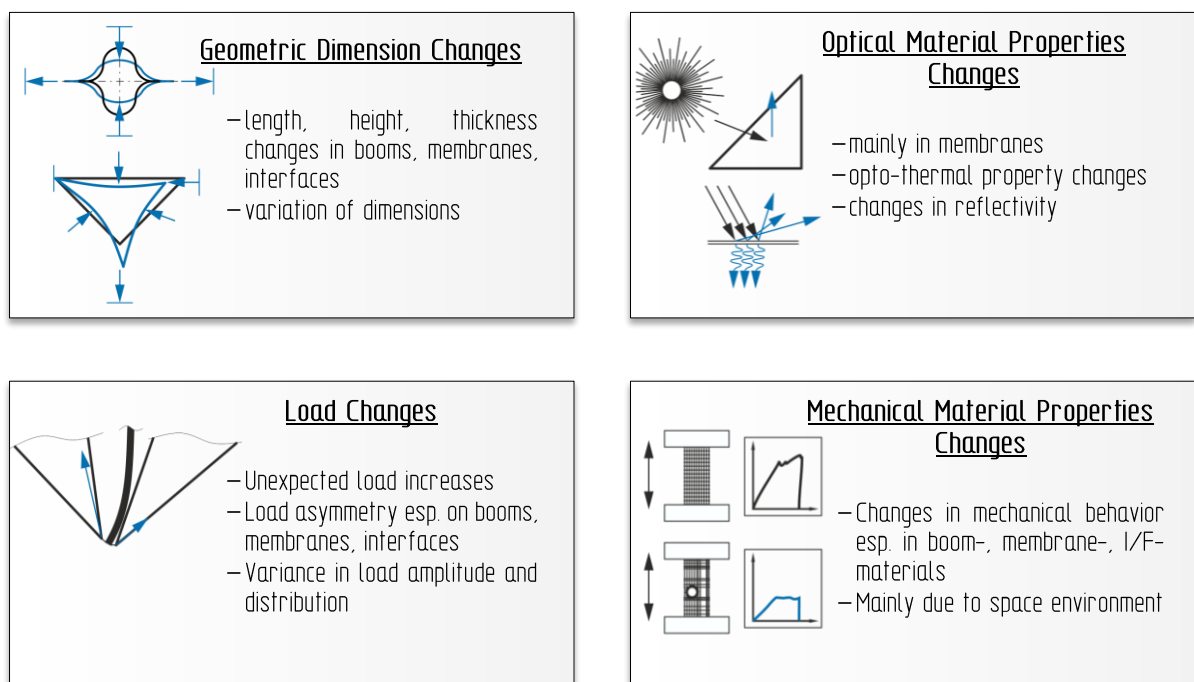 Geometric Dimension Changes
–length, height, thickness
changes in booms, membranes,
interfaces
–variation of dimensions
Optical Material Properties
Changes
–mainly in membranes
–opto-thermal property changes
–changes in reflectivity
Load Changes
–Unexpected load increases
–Load asymmetry esp. on booms,
membranes, interfaces
–Variance in load amplitude and
distribution
Mechanical Material Properties
Changes
–Changes in mechanical behavior
esp. in boom-, membrane-, I/F-
materials
–Mainly due to space environment